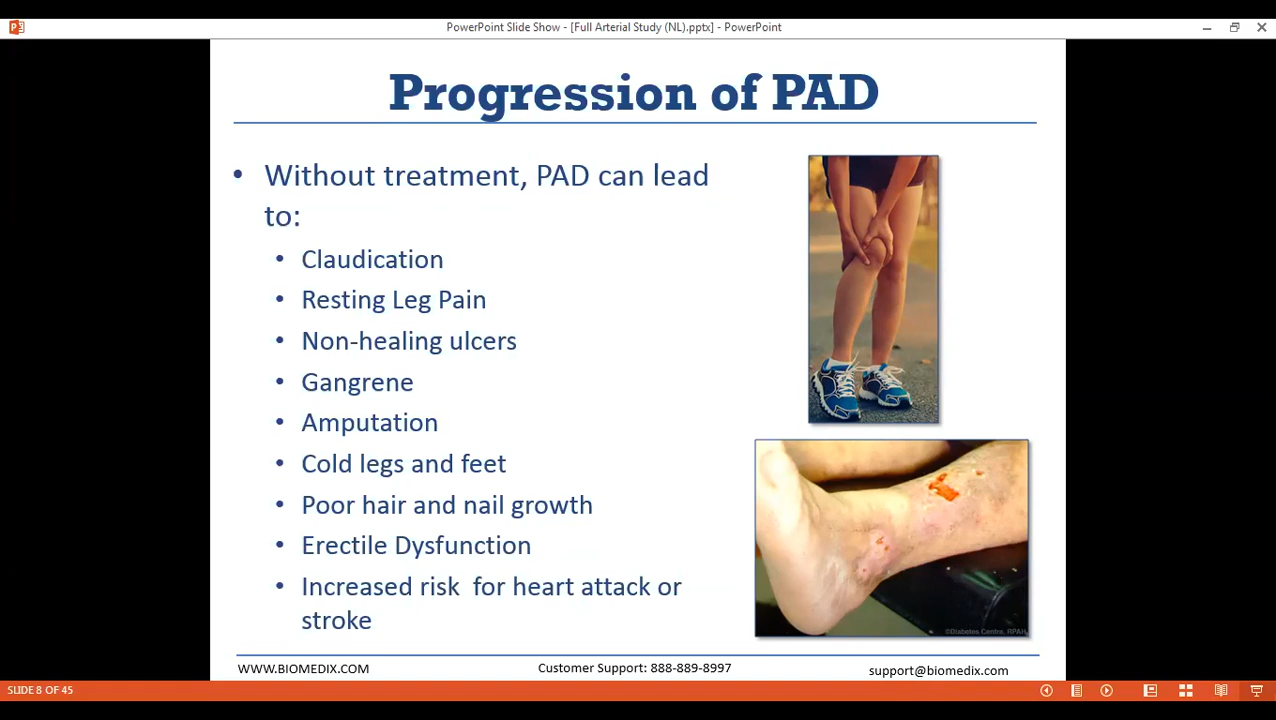 PowerPoint Slide Show - [Full Arterial Study (NL).pptx] - PowerPoint
Progression of PAD
• Without treatment, PAD can lead
to:
• Claudication
• Resting Leg Pain
• Non-healing ulcers
• Gangrene
• Amputation
• Cold legs and feet
• Poor hair and nail growth
• Erectile Dysfunction
• Increased risk  for heart attack or
stroke
©Diabetes Centre, RPAH
WWW.BIOMEDIX.COM
Customer Support: 888-889-8997
support@biomedix.com
SLIDE 8 OF 45